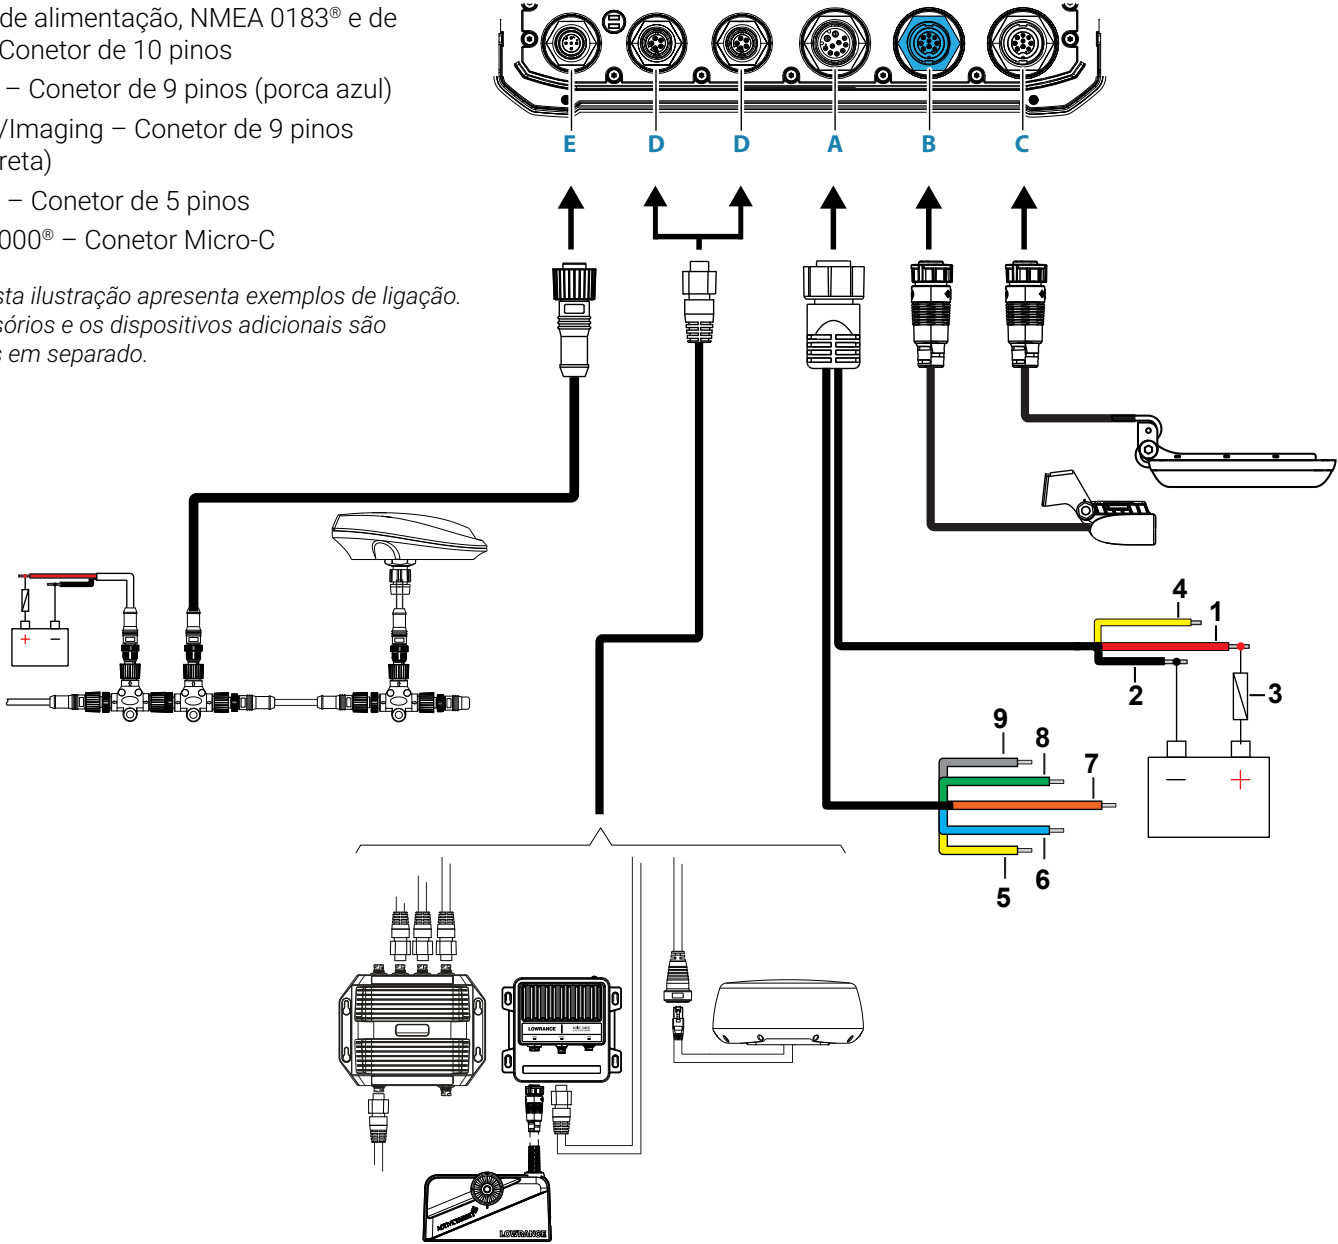 de alimentação, NMEA 0183® e de
Conetor de 10 pinos
– Conetor de 9 pinos (porca azul)
/Imaging – Conetor de 9 pinos
reta)
– Conetor de 5 pinos
000® – Conetor Micro-C
sta ilustração apresenta exemplos de ligação.
sórios e os dispositivos adicionais são
s em separado.
E D D A B C
4
1
2
3
+ –
– +
9
8
7
6
5
LOWRANCE
LOWRANCE